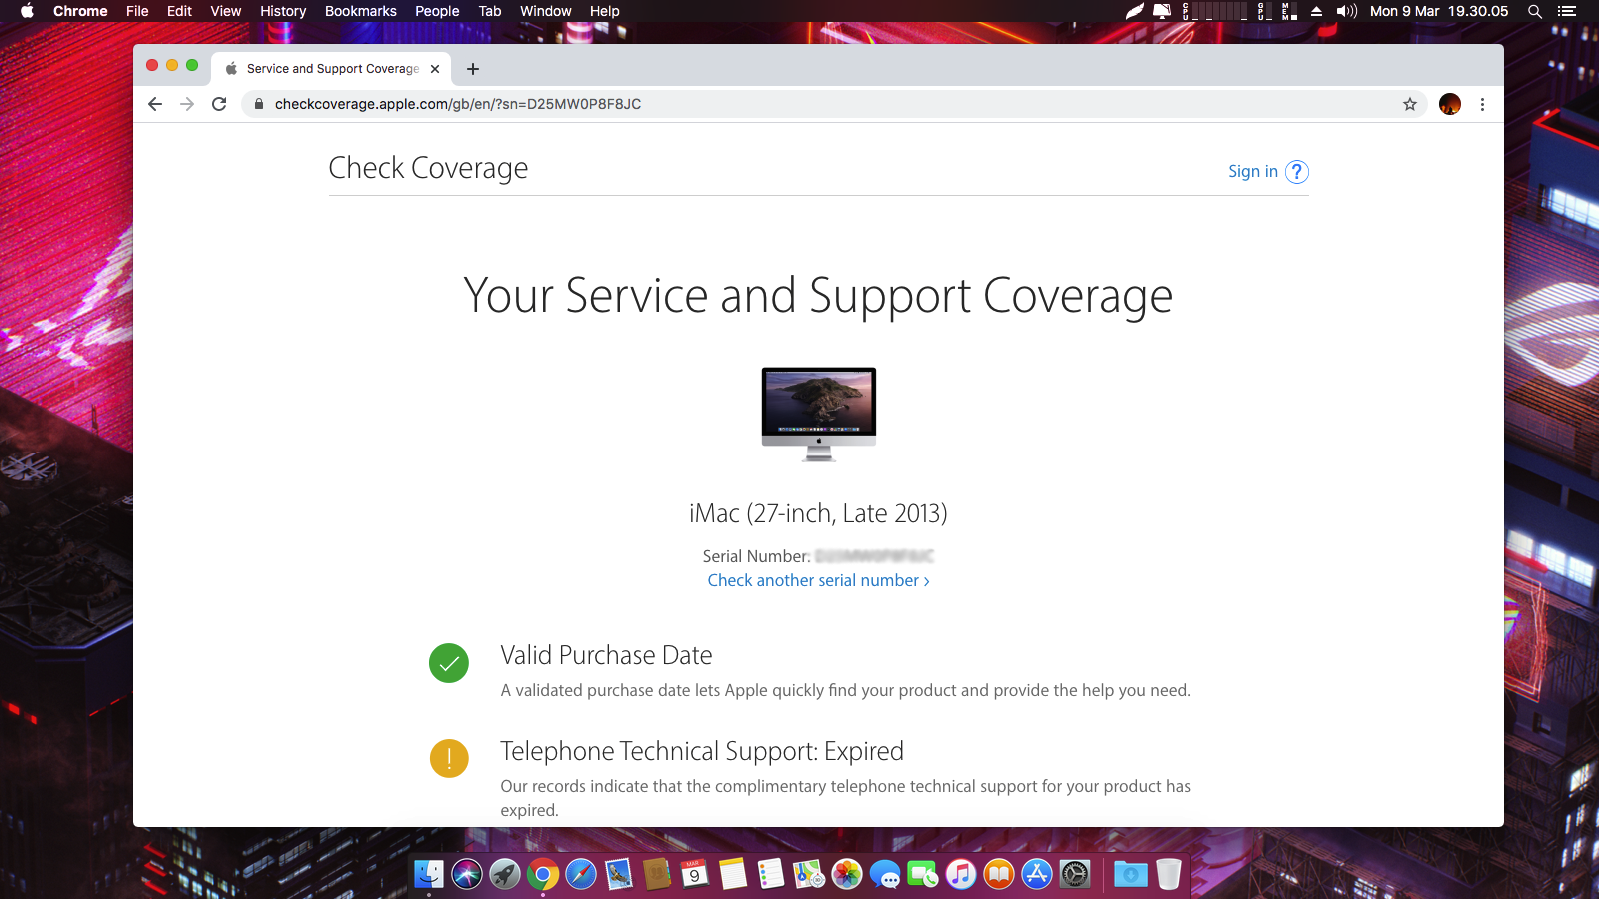 Chrome File Edit View History Bookmarks People Tab Window Help
CPU GPU MEM Mon 9 Mar 19.30.05
Service and Support Coverage
checkcoverage.apple.com/gb/en/?sn=D25MW0P8F8JC
Check Coverage
Sign in ?
Your Service and Support Coverage
iMac (27-inch, Late 2013)
Serial Number:
Check another serial number ›
Valid Purchase Date
A validated purchase date lets Apple quickly find your product and provide the help you need.
! Telephone Technical Support: Expired
Our records indicate that the complimentary telephone technical support for your product has
expired.
MAR
9